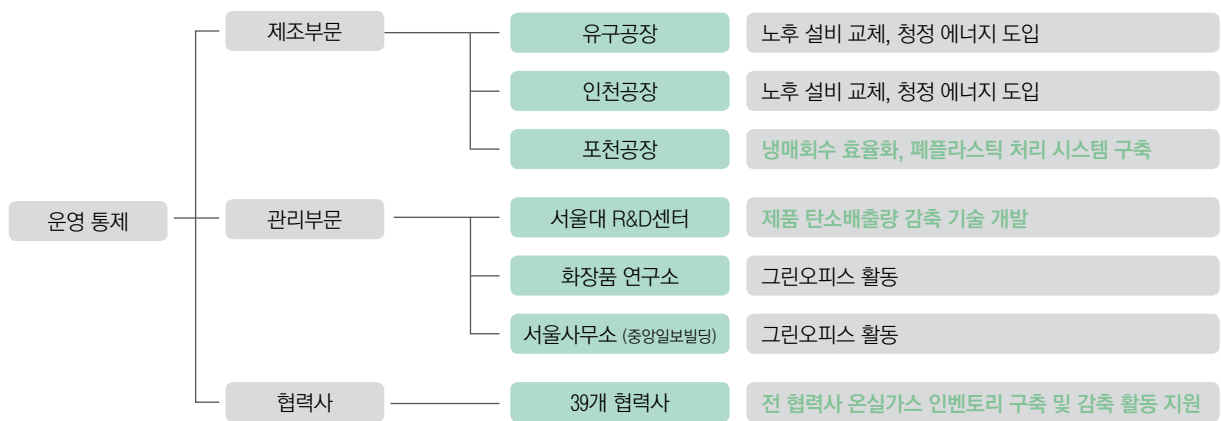 제조부문
유구공장
노후 설비 교체, 청정 에너지 도입
인천공장
노후 설비 교체, 청정 에너지 도입
포천공장
냉매회수 효율화, 폐플라스틱 처리 시스템 구축
운영 통제
관리부문
서울대 R&D센터
제품 탄소배출량 감축 기술 개발
화장품 연구소
그린오피스 활동
서울사무소 (중앙일보빌딩)
그린오피스 활동
협력사
39개 협력사
전 협력사 온실가스 인벤토리 구축 및 감축 활동 지원